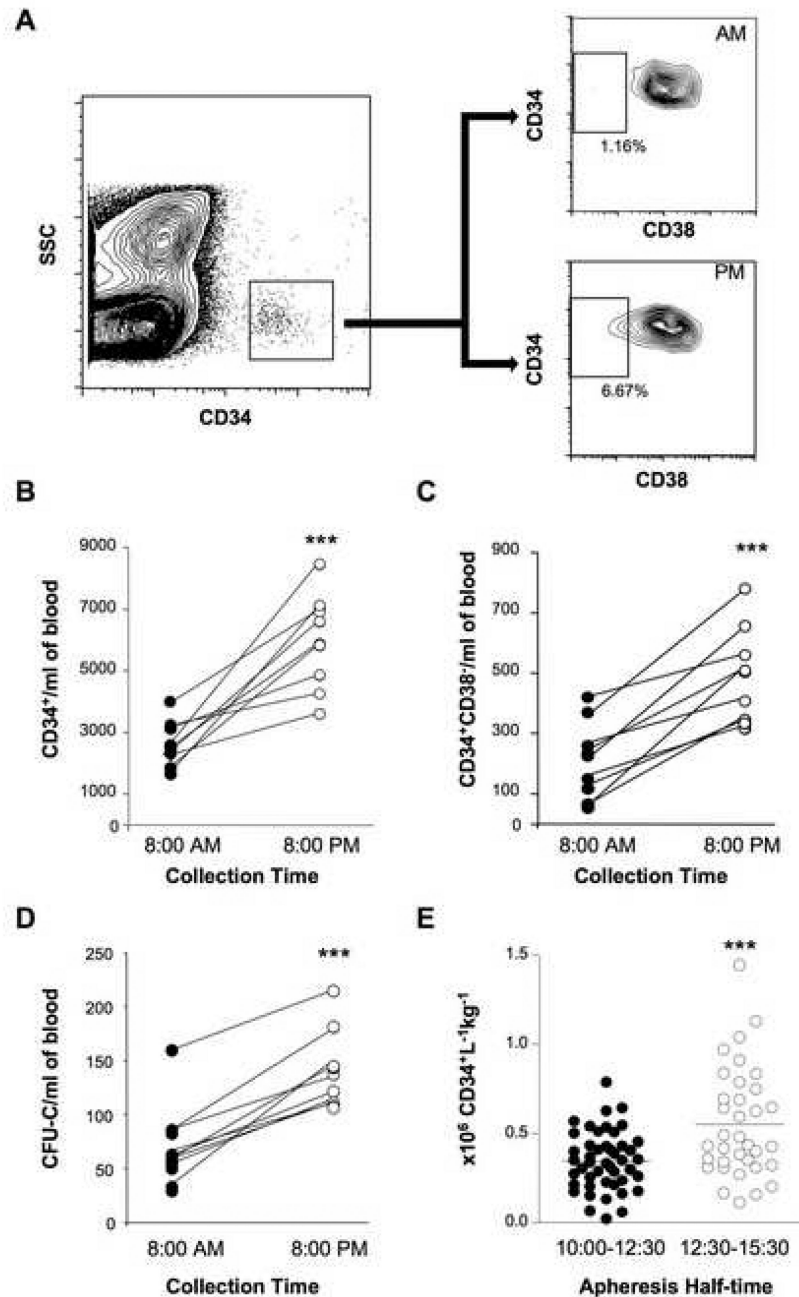 A
SSC
CD34
AM
CD34
1.16%
CD38
PM
CD34
6.67%
CD38
B
CD34⁺/ml of blood
9000
7000
5000
3000
1000
0
***
8:00 AM 8:00 PM
Collection Time
C
CD34⁺CD38⁻/ml of blood
900
700
500
300
100
0
***
8:00 AM 8:00 PM
Collection Time
D
CFU-C/ml of blood
250
200
150
100
50
0
***
8:00 AM 8:00 PM
Collection Time
E
x10⁶ CD34⁺L⁻¹kg⁻¹
1.5
1.0
0.5
0.0
***
10:00-12:30 12:30-15:30
Apheresis Half-time